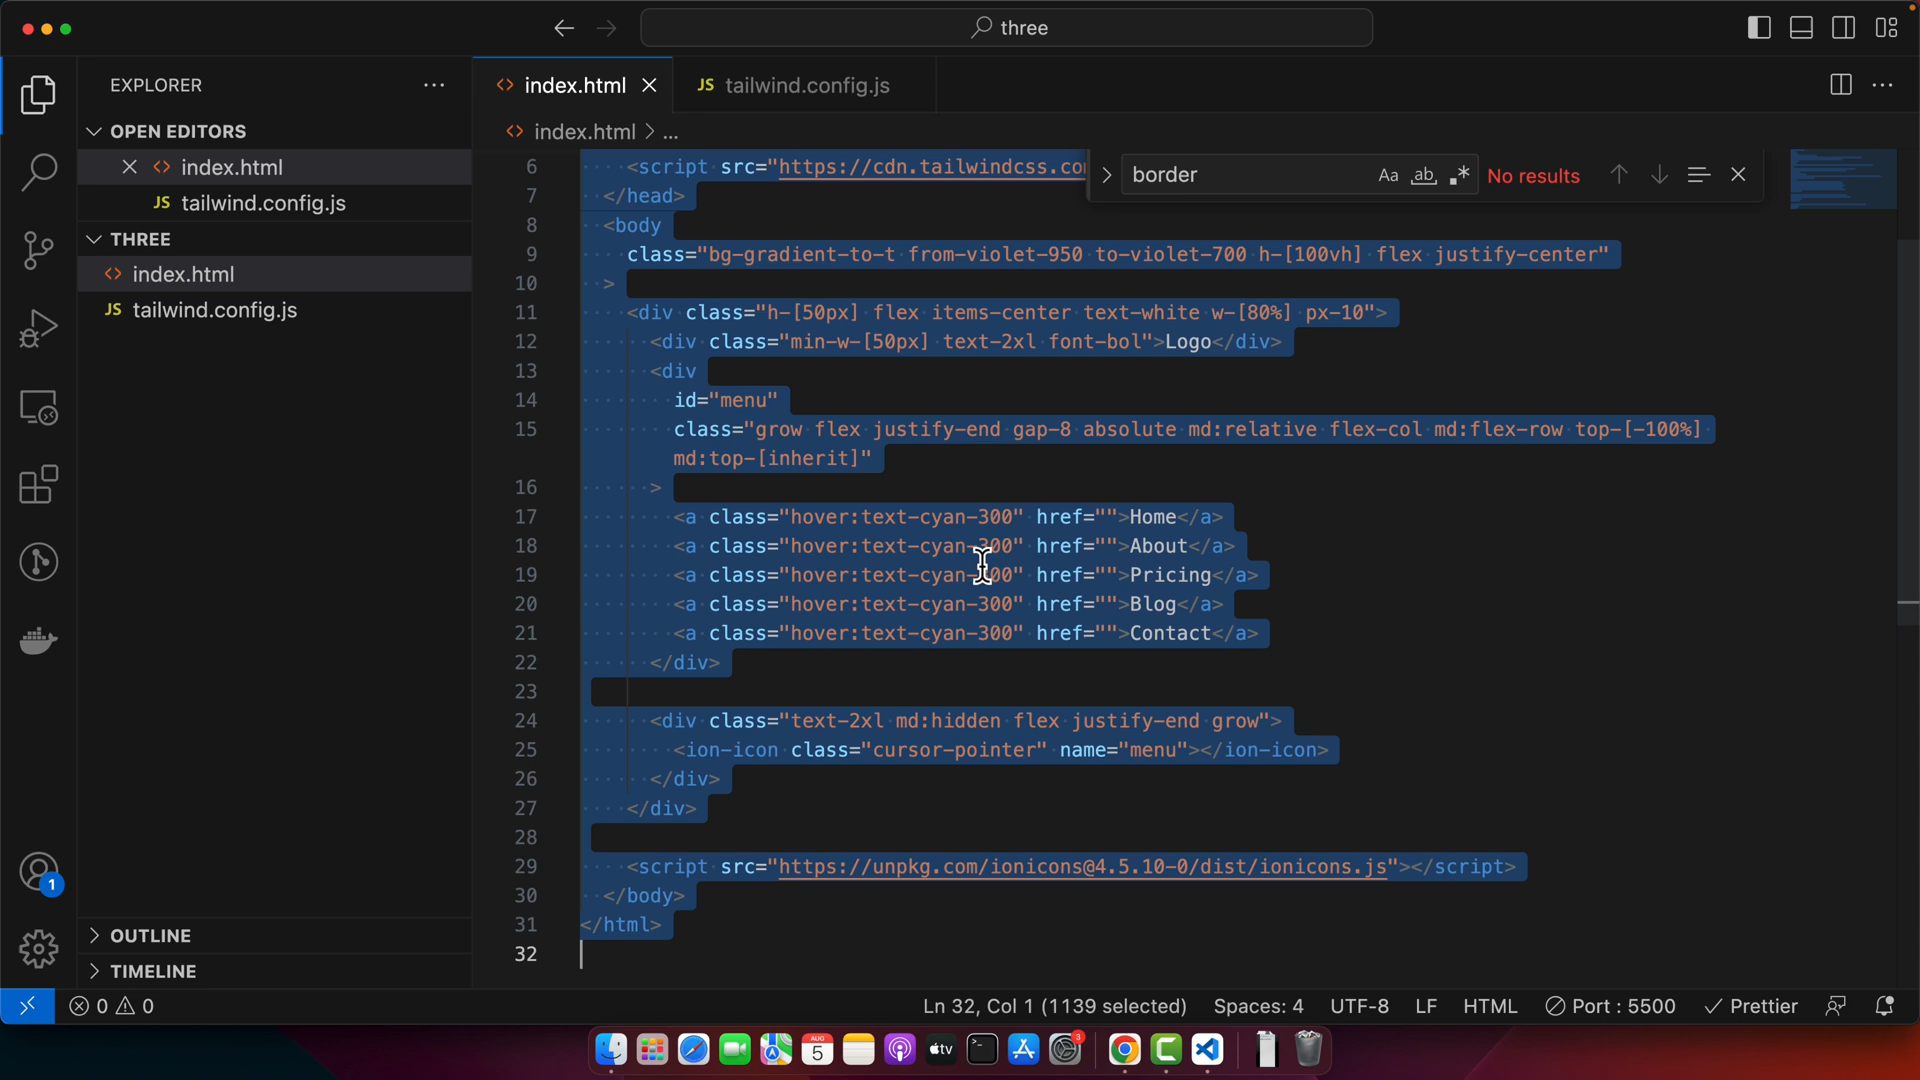 three
EXPLORER
index.html
JS tailwind.config.js
OPEN EDITORS
index.html > ...
index.html
JS tailwind.config.js
THREE
index.html
JS tailwind.config.js
border
Aa ab .* No results
6 <script src="https://cdn.tailwindcss.co
7 </head>
8 <body
9 class="bg-gradient-to-t from-violet-950 to-violet-700 h-[100vh] flex justify-center"
10 >
11 <div class="h-[50px] flex items-center text-white w-[80%] px-10">
12 <div class="min-w-[50px] text-2xl font-bol">Logo</div>
13 <div
14 id="menu"
15 class="grow flex justify-end gap-8 absolute md:relative flex-col md:flex-row top-[-100%]
md:top-[inherit]"
16 >
17 <a class="hover:text-cyan-300" href="">Home</a>
18 <a class="hover:text-cyan-300" href="">About</a>
19 <a class="hover:text-cyan-300" href="">Pricing</a>
20 <a class="hover:text-cyan-300" href="">Blog</a>
21 <a class="hover:text-cyan-300" href="">Contact</a>
22 </div>
23
24 <div class="text-2xl md:hidden flex justify-end grow">
25 <ion-icon class="cursor-pointer" name="menu"></ion-icon>
26 </div>
27 </div>
28
29 <script src="https://unpkg.com/ionicons@4.5.10-0/dist/ionicons.js"></script>
30 </body>
31 </html>
32
1
OUTLINE
TIMELINE
0 0
Ln 32, Col 1 (1139 selected) Spaces: 4 UTF-8 LF HTML Port : 5500 Prettier
AUG
5
tv
3